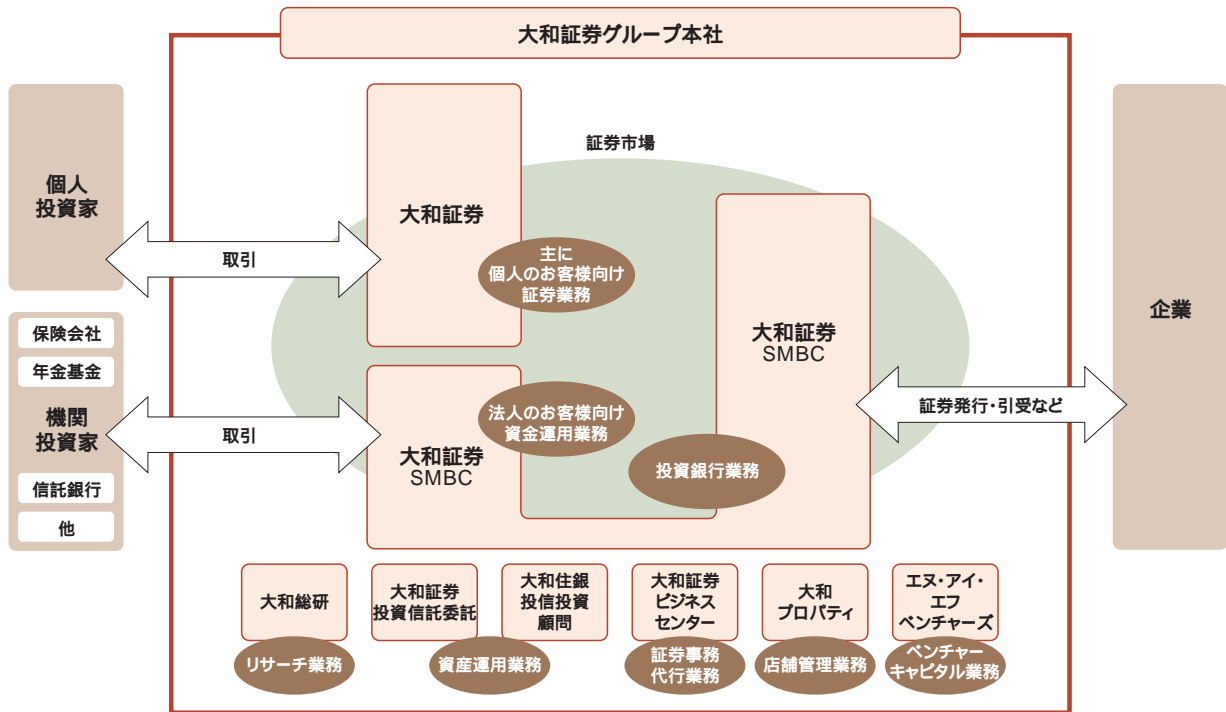 大和証券グループ本社
証券市場
個人
投資家
取引
大和証券
主に
個人のお客様向け
証券業務
保険会社
年金基金
機関
投資家
信託銀行
他
取引
大和証券
SMBC
法人のお客様向け
資金運用業務
大和証券
SMBC
投資銀行業務
証券発行・引受など
企業
大和総研
リサーチ業務
大和証券
投資信託委託
大和住銀
投信投資
顧問
資産運用業務
大和証券
ビジネス
センター
証券事務
代行業務
大和
プロパティ
店舗管理業務
エヌ・アイ・
エフ
ベンチャーズ
ベンチャー
キャピタル業務